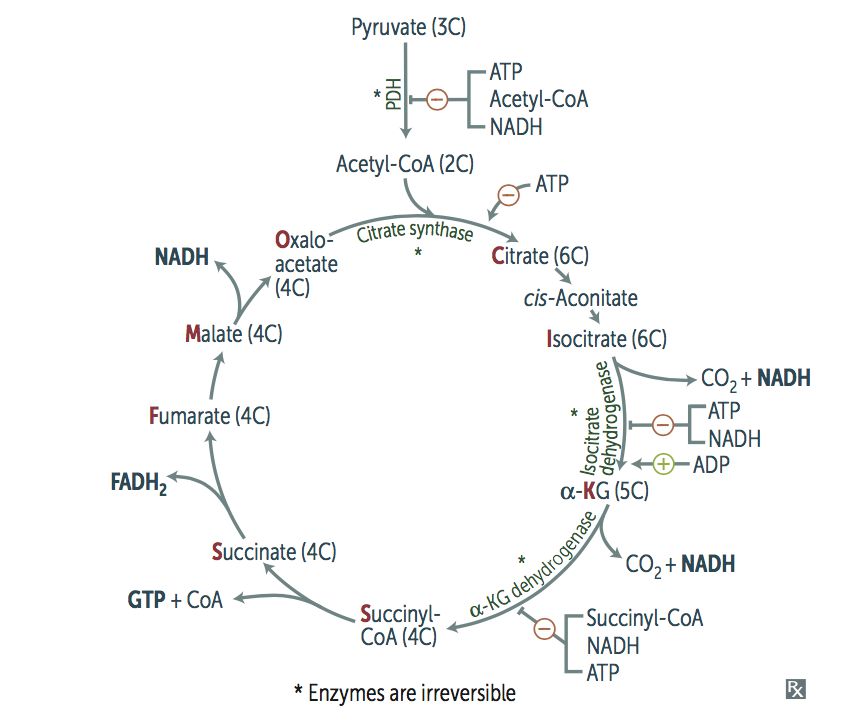 Pyruvate (3C)
* PDH
ATP
Acetyl-CoA
NADH
Acetyl-CoA (2C)
ATP
Citrate synthase
*
Oxalo-
acetate
(4C)
Citrate (6C)
cis-Aconitate
Isocitrate (6C)
CO₂ + NADH
* Isocitrate
dehydrogenase
ATP
NADH
ADP
α-KG (5C)
CO₂ + NADH
* α-KG dehydrogenase
Succinyl-CoA
NADH
ATP
Succinyl-
CoA (4C)
GTP + CoA
Succinate (4C)
FADH₂
Fumarate (4C)
Malate (4C)
NADH
* Enzymes are irreversible
Rx